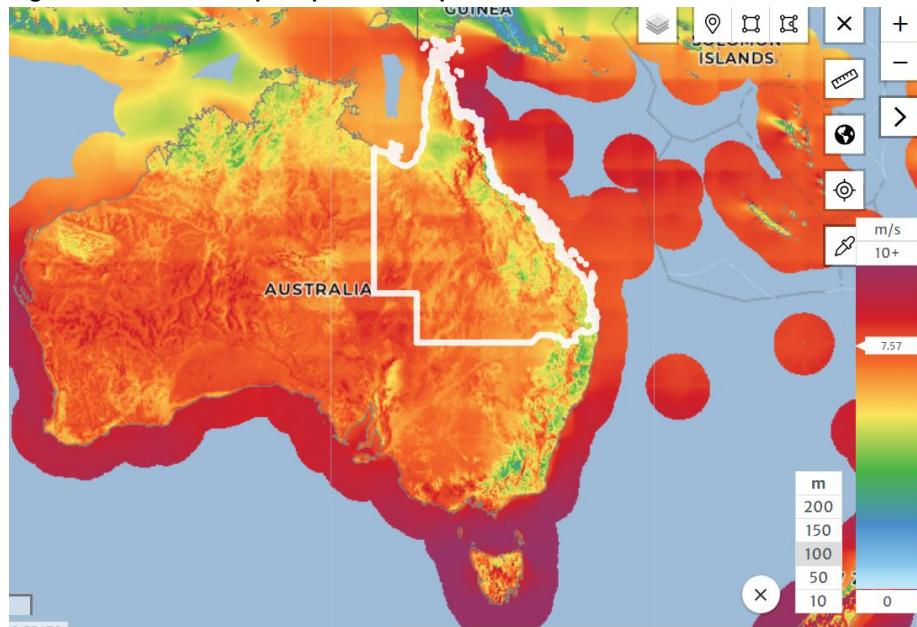 GUINEA
SOLOMON
ISLANDS
+
−
m/s
10+
AUSTRALIA
7.57
m
200
150
100
50
10
0